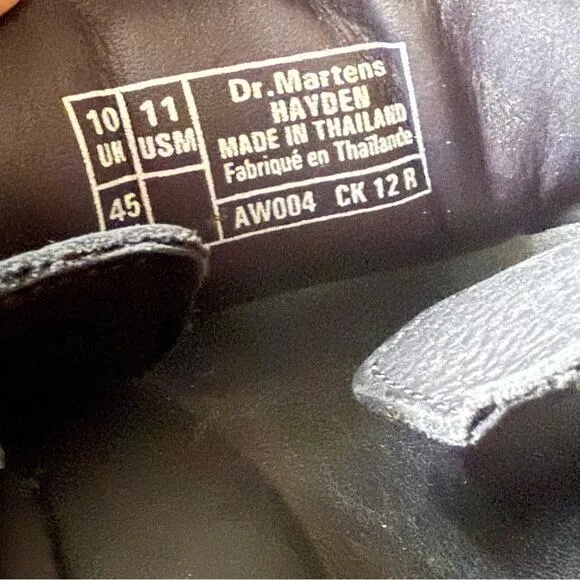 10 UK
11 USM
45
Dr.Martens
HAYDEN
MADE IN THAILAND
Fabriqué en Thaïlande
AW004 CK 12 R